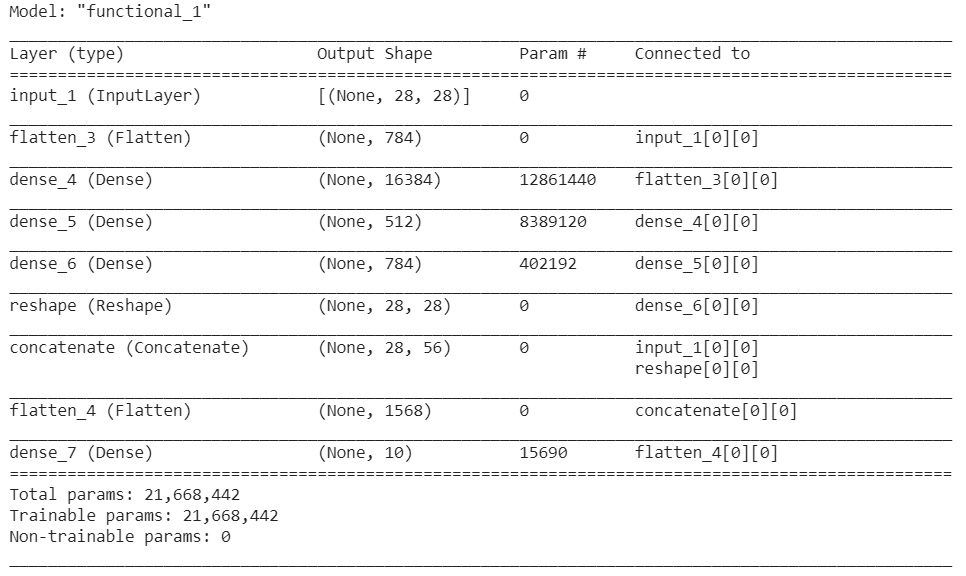 Model: "functional_1"
Layer (type) Output Shape Param # Connected to
input_1 (InputLayer) [(None, 28, 28)] 0
flatten_3 (Flatten) (None, 784) 0 input_1[0][0]
dense_4 (Dense) (None, 16384) 12861440 flatten_3[0][0]
dense_5 (Dense) (None, 512) 8389120 dense_4[0][0]
dense_6 (Dense) (None, 784) 402192 dense_5[0][0]
reshape (Reshape) (None, 28, 28) 0 dense_6[0][0]
concatenate (Concatenate) (None, 28, 56) 0 input_1[0][0]
reshape[0][0]
flatten_4 (Flatten) (None, 1568) 0 concatenate[0][0]
dense_7 (Dense) (None, 10) 15690 flatten_4[0][0]
Total params: 21,668,442
Trainable params: 21,668,442
Non-trainable params: 0